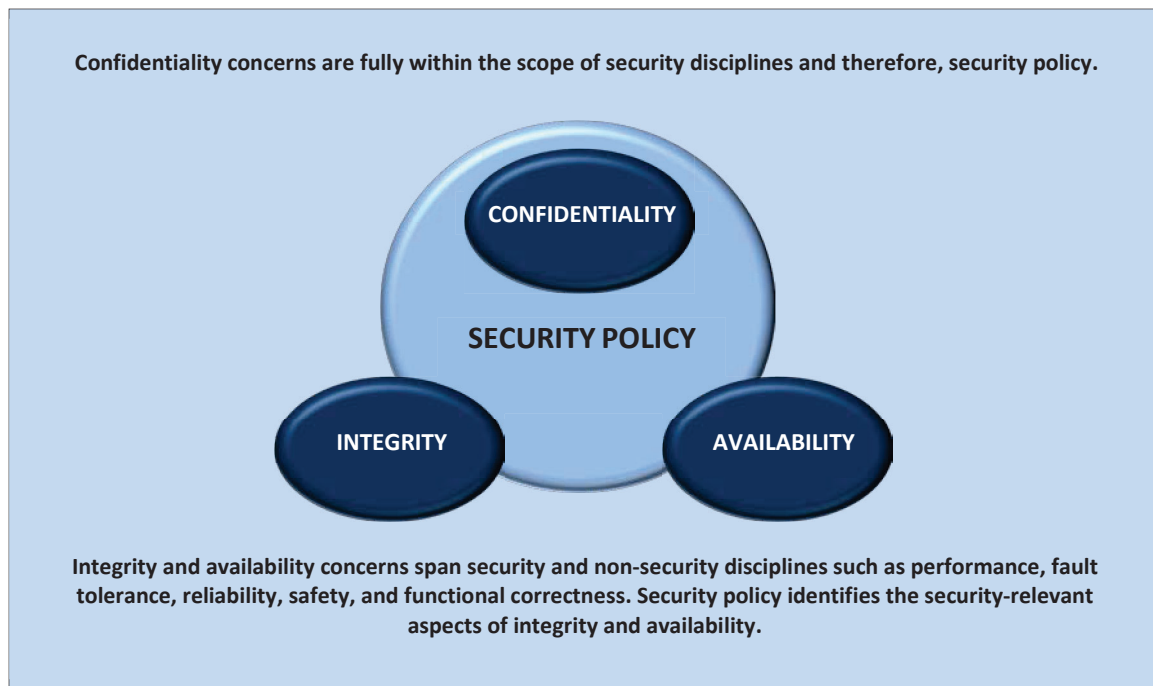 Confidentiality concerns are fully within the scope of security disciplines and therefore, security policy.
CONFIDENTIALITY
SECURITY POLICY
INTEGRITY
AVAILABILITY
Integrity and availability concerns span security and non-security disciplines such as performance, fault
tolerance, reliability, safety, and functional correctness. Security policy identifies the security-relevant
aspects of integrity and availability.